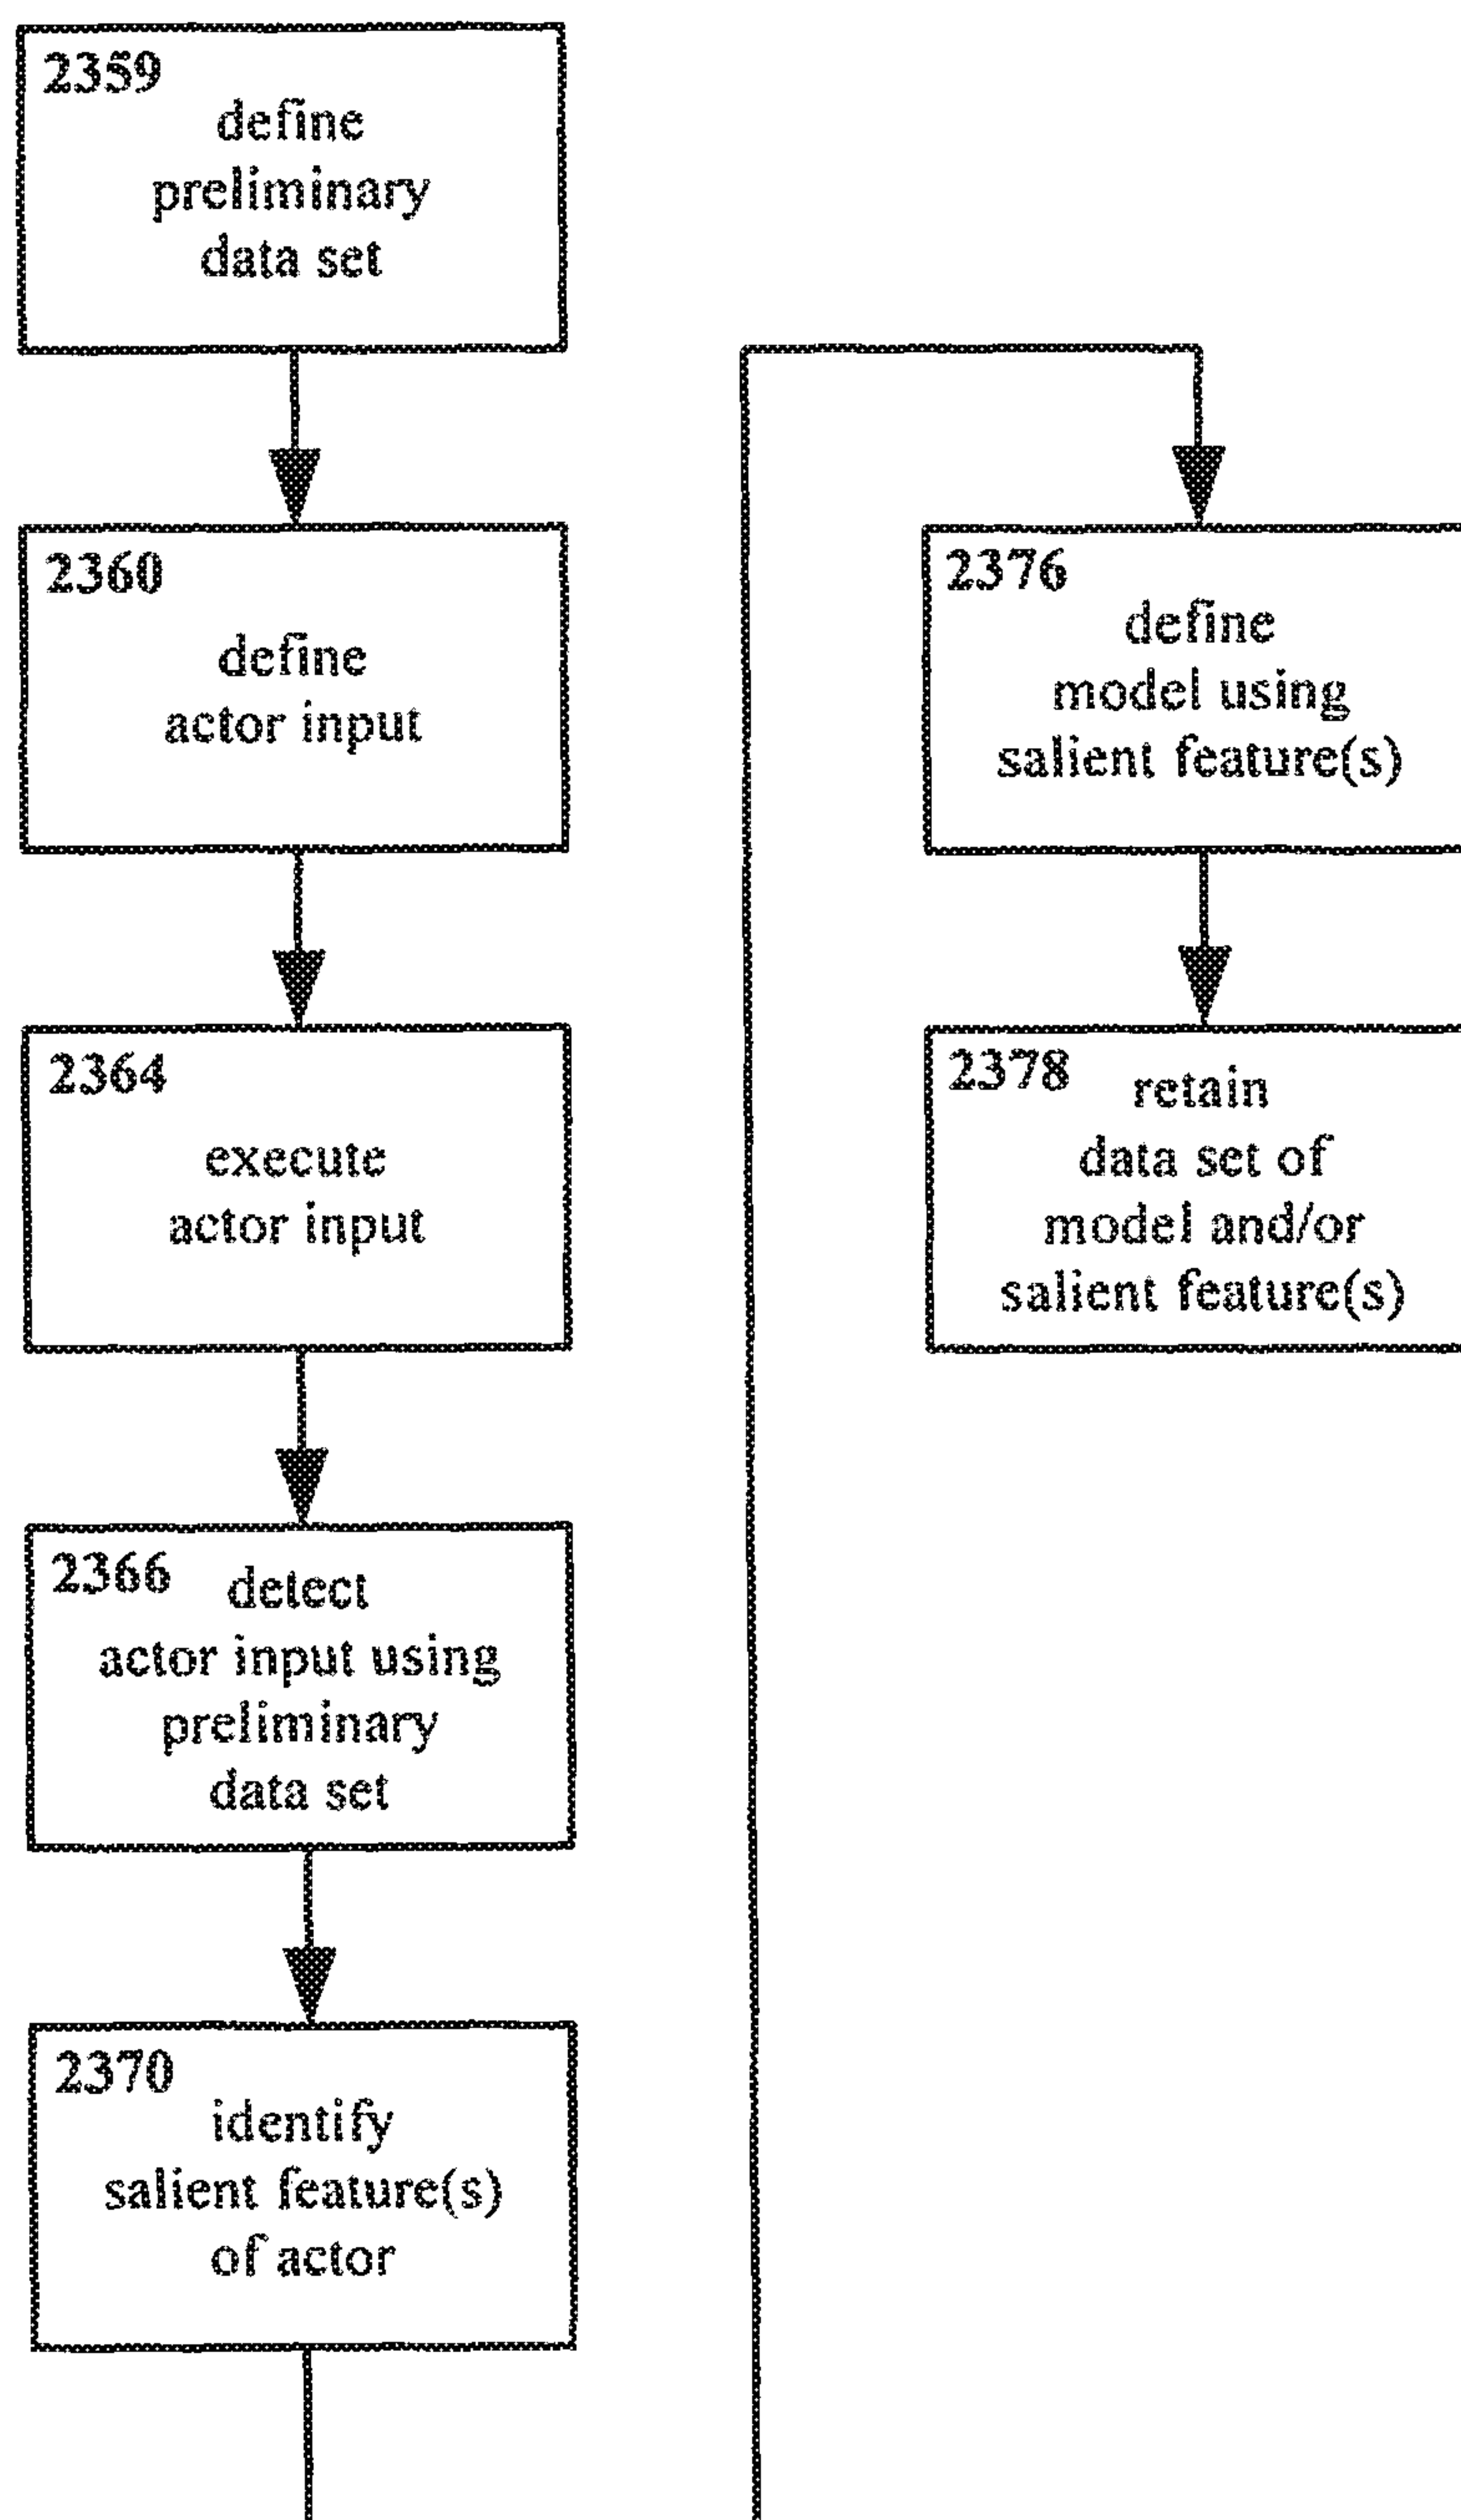 2359
define
preliminary
data set
2360
define
actor input
2364
execute
actor input
2366
detect
actor input using
preliminary
data set
2370
identify
salient feature(s)
of actor
2376
define
model using
salient feature(s)
2378
retain
data set of
model and/or
salient feature(s)